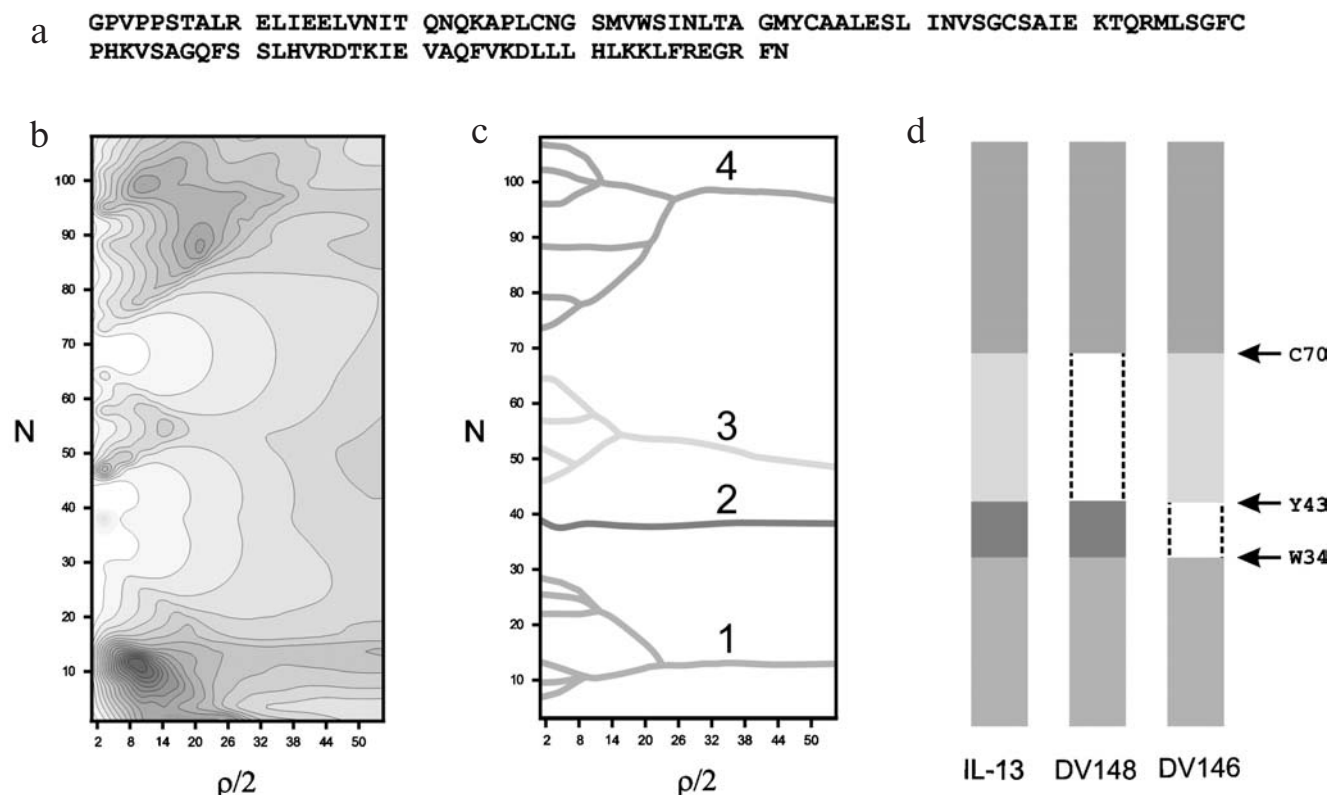 a
GPVPPSTALR ELIEELVNIT QNQKAPLCNG SMVWSINLTA GMYCAALESL INVSGCSAIE KTQRMLSGFC
PHKVSAGQFS SLHVRDTKIE VAQFVKDLLL HLKKLFREGR FN
b
100
90
80
70
60
50
40
30
20
10
N
2 8 14 20 26 32 38 44 50
ρ/2
c
100
90
80
70
60
50
40
30
20
10
N
4
3
2
1
2 8 14 20 26 32 38 44 50
ρ/2
d
C70
Y43
W34
IL-13 DV148 DV146